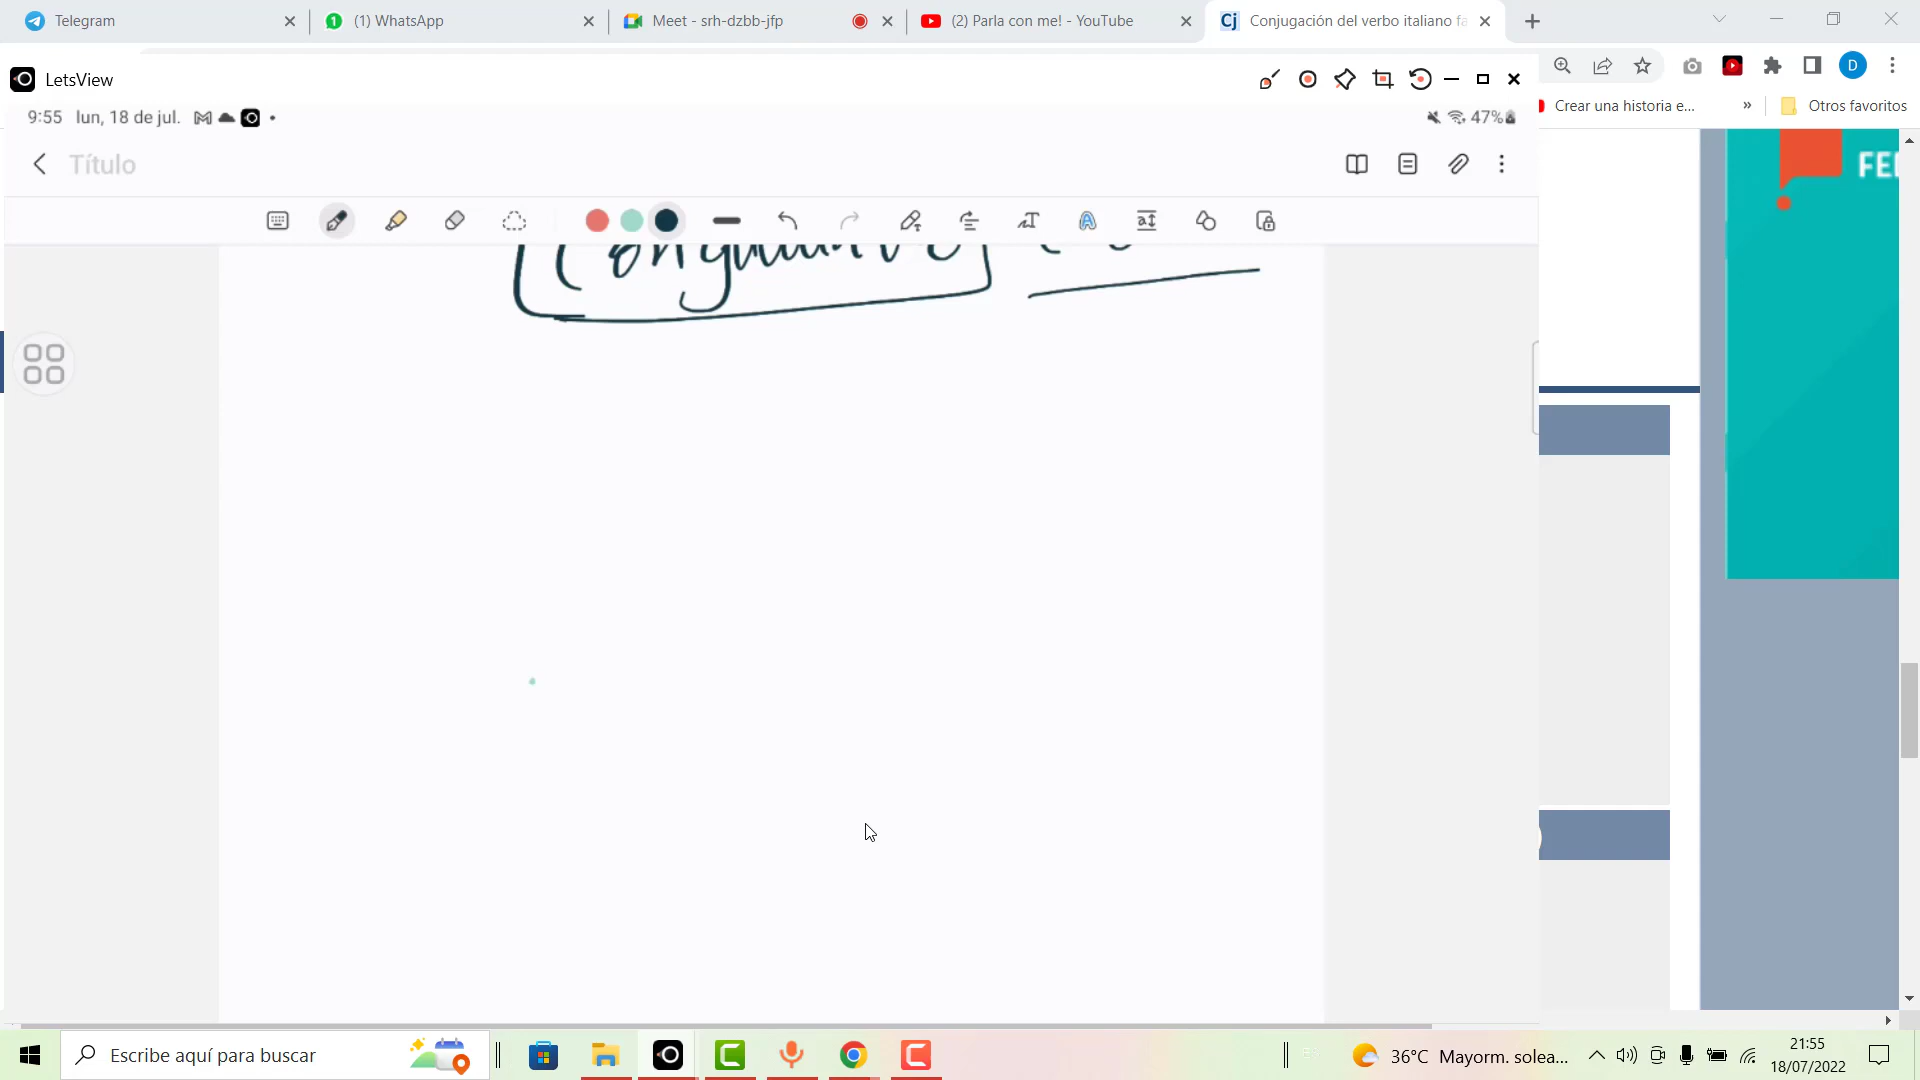 Telegram (1) WhatsApp Meet - srh-dzbb-jfp (2) Parla con me! - YouTube Cj Conjugación del verbo italiano fa
LetsView
D
Crear una historia e... » Otros favoritos
9:55 lun, 18 de jul. 47%
Título
FE
Escribe aquí para buscar
36°C Mayorm. solea...
21:55
18/07/2022